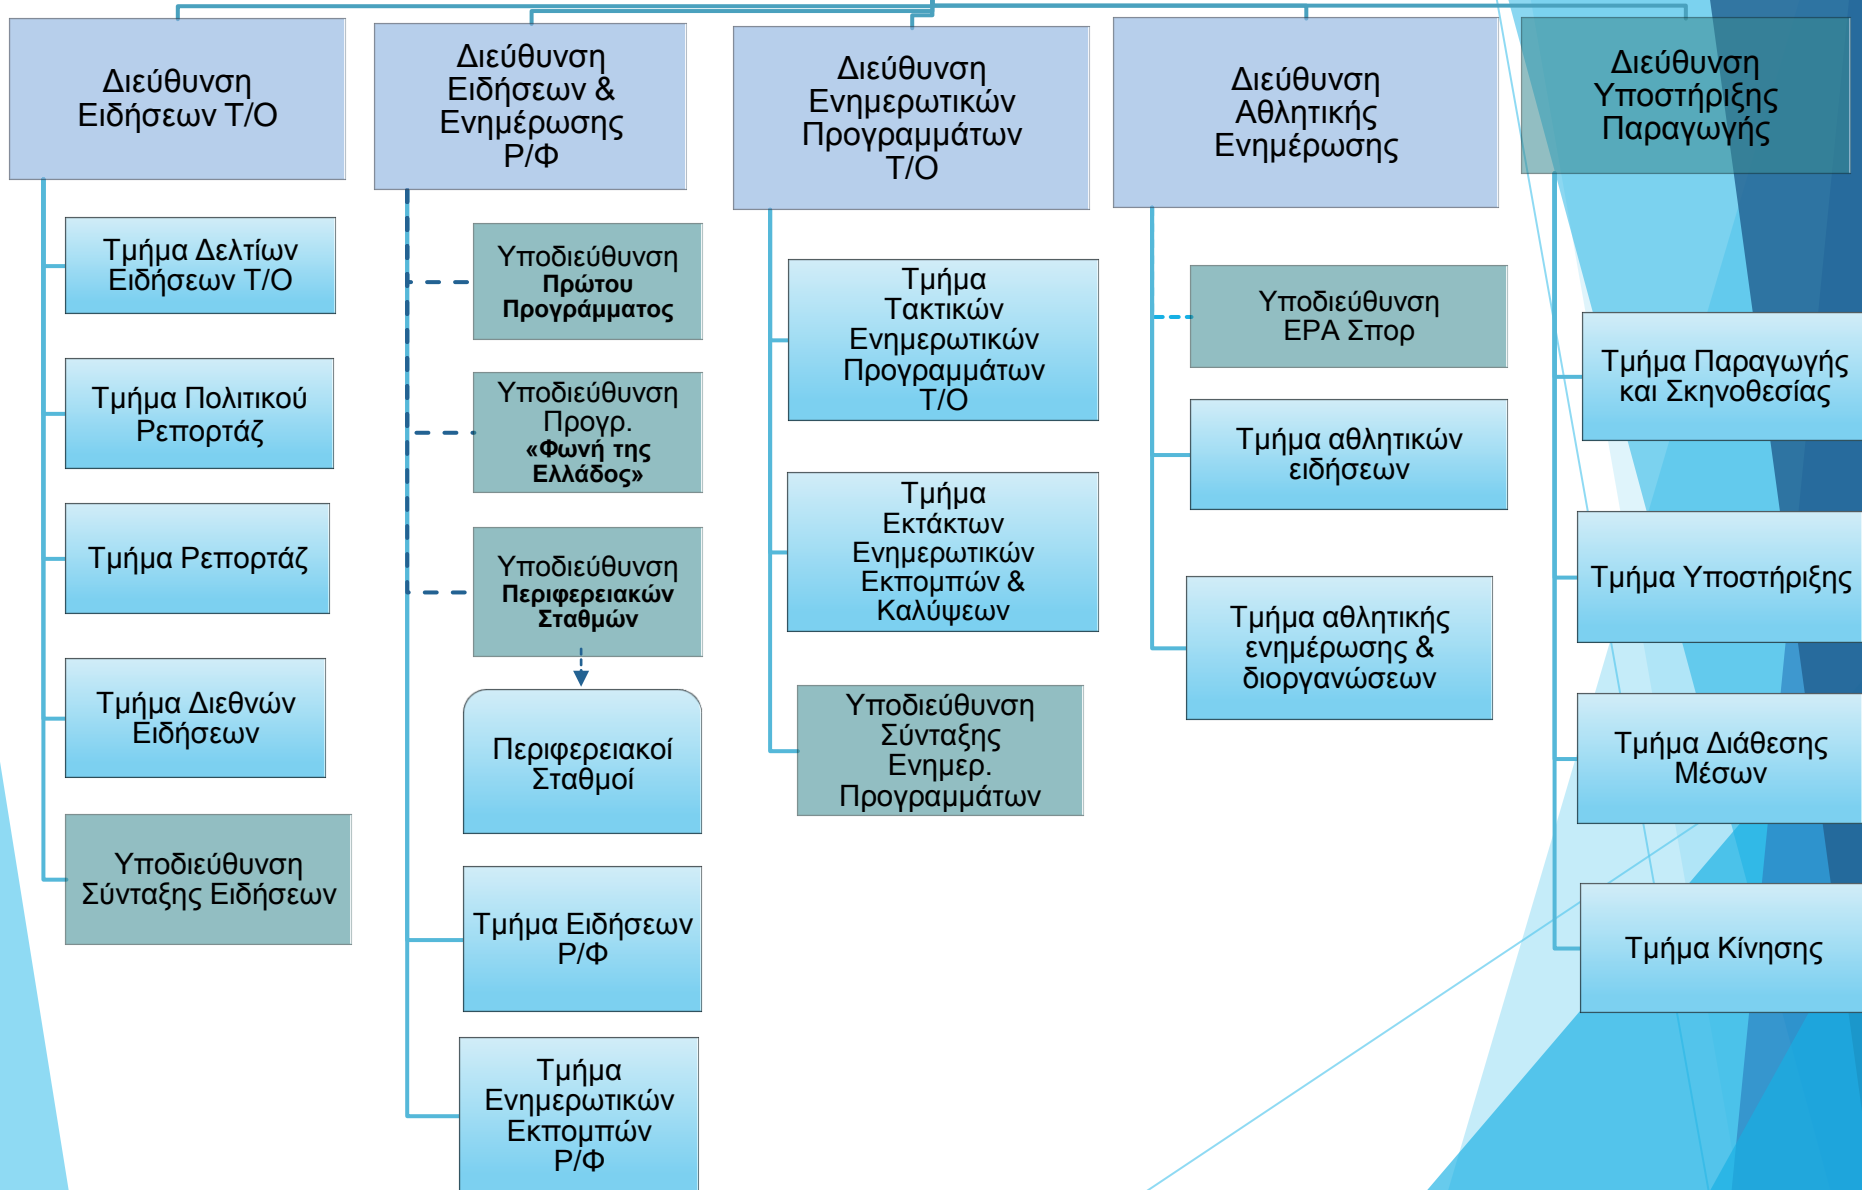 Διεύθυνση
Ειδήσεων Τ/Ο
Τμήμα Δελτίων
Ειδήσεων Τ/Ο
Τμήμα Πολιτικού
Ρεπορτάζ
Τμήμα Ρεπορτάζ
Τμήμα Διεθνών
Ειδήσεων
Υποδιεύθυνση
Σύνταξης Ειδήσεων
Διεύθυνση
Ειδήσεων &
Ενημέρωσης
Ρ/Φ
Υποδιεύθυνση
Πρώτου
Προγράμματος
Υποδιεύθυνση
Προγρ.
«Φωνή της
Ελλάδος»
Υποδιεύθυνση
Περιφερειακών
Σταθμών
Περιφερειακοί
Σταθμοί
Τμήμα Ειδήσεων
Ρ/Φ
Τμήμα
Ενημερωτικών
Εκπομπών
Ρ/Φ
Διεύθυνση
Ενημερωτικών
Προγραμμάτων
Τ/Ο
Τμήμα
Τακτικών
Ενημερωτικών
Προγραμμάτων
Τ/Ο
Τμήμα
Εκτάκτων
Ενημερωτικών
Εκπομπών &
Καλύψεων
Υποδιεύθυνση
Σύνταξης
Ενημερ.
Προγραμμάτων
Διεύθυνση
Αθλητικής
Ενημέρωσης
Υποδιεύθυνση
ΕΡΑ Σπορ
Τμήμα αθλητικών
ειδήσεων
Τμήμα αθλητικής
ενημέρωσης &
διοργανώσεων
Διεύθυνση
Υποστήριξης
Παραγωγής
Τμήμα Παραγωγής
και Σκηνοθεσίας
Τμήμα Υποστήριξης
Τμήμα Διάθεσης
Μέσων
Τμήμα Κίνησης